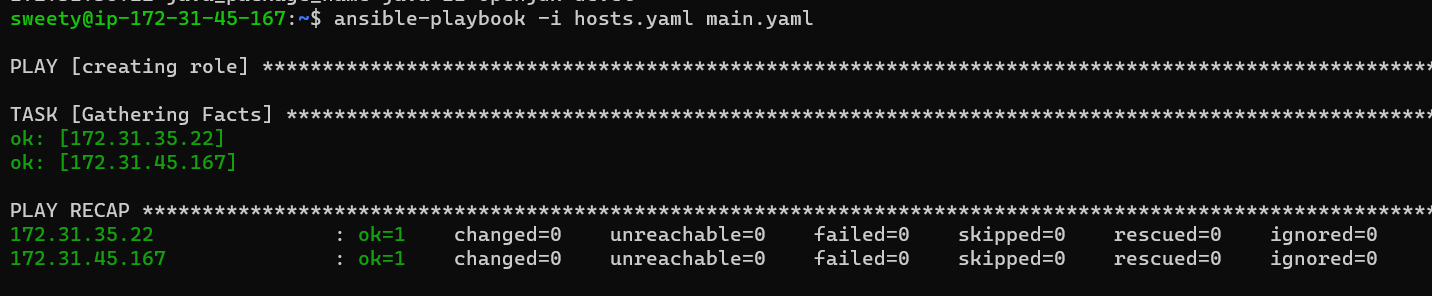 sweety@ip-172-31-45-167:~$ ansible-playbook -i hosts.yaml main.yaml
PLAY [creating role] **************************************************************************************************
TASK [Gathering Facts] ************************************************************************************************
ok: [172.31.35.22]
ok: [172.31.45.167]
PLAY RECAP ************************************************************************************************************
172.31.35.22               : ok=1    changed=0    unreachable=0    failed=0    skipped=0    rescued=0    ignored=0
172.31.45.167              : ok=1    changed=0    unreachable=0    failed=0    skipped=0    rescued=0    ignored=0